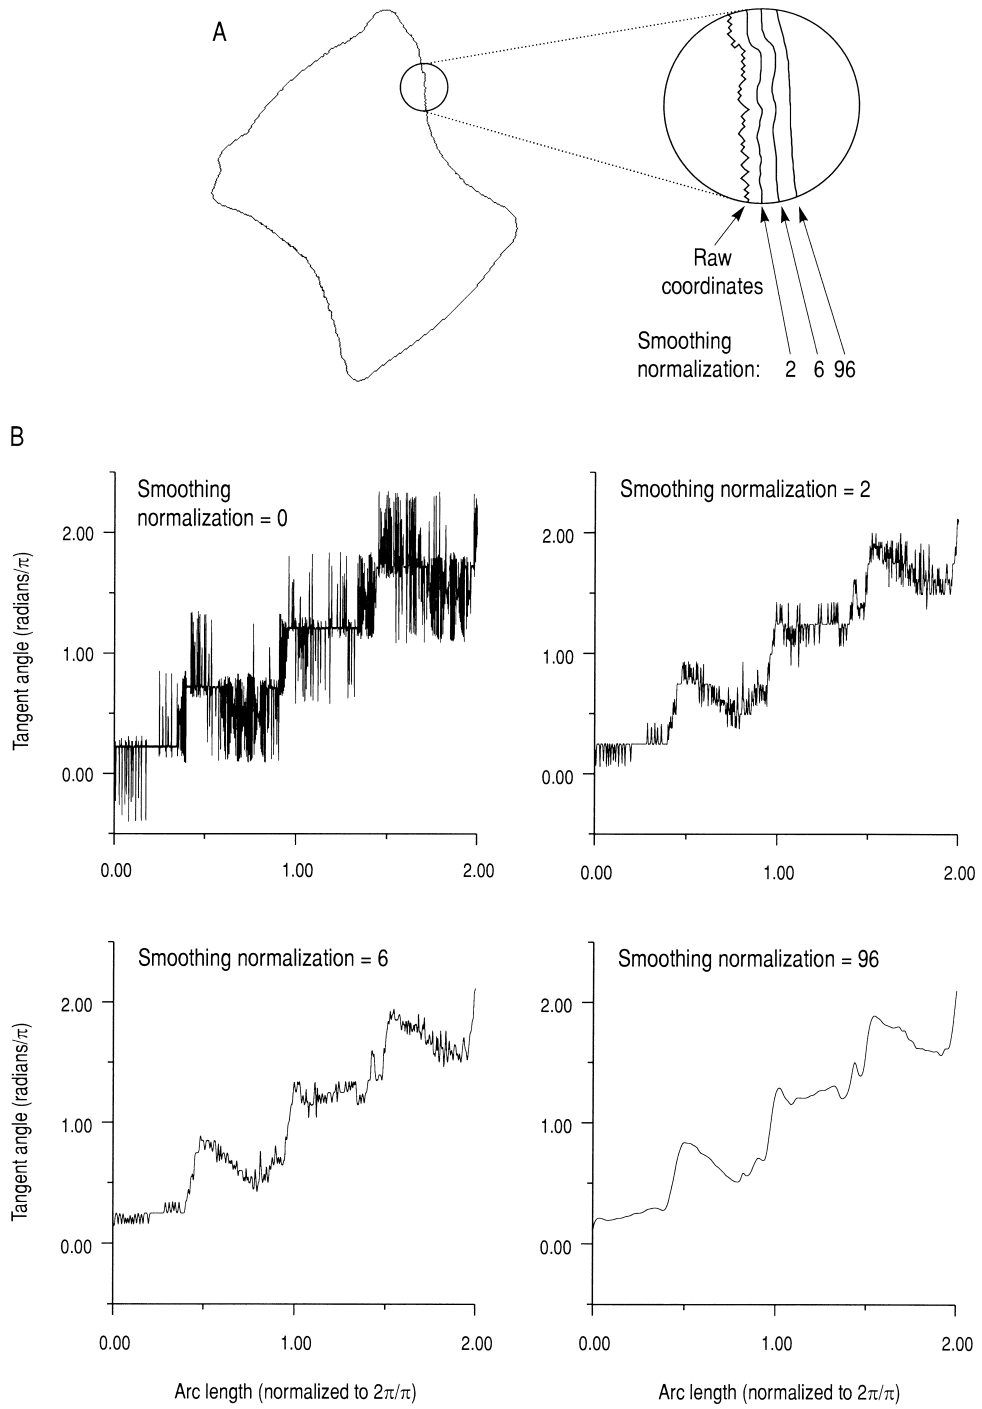 A
Raw
coordinates
Smoothing
normalization: 2 6 96
B
Smoothing
normalization = 0
Tangent angle (radians/π)
2.00
1.00
0.00
0.00 1.00 2.00
Smoothing normalization = 2
2.00
1.00
0.00
0.00 1.00 2.00
Smoothing normalization = 6
Tangent angle (radians/π)
2.00
1.00
0.00
0.00 1.00 2.00
Arc length (normalized to 2π/π)
Smoothing normalization = 96
2.00
1.00
0.00
0.00 1.00 2.00
Arc length (normalized to 2π/π)